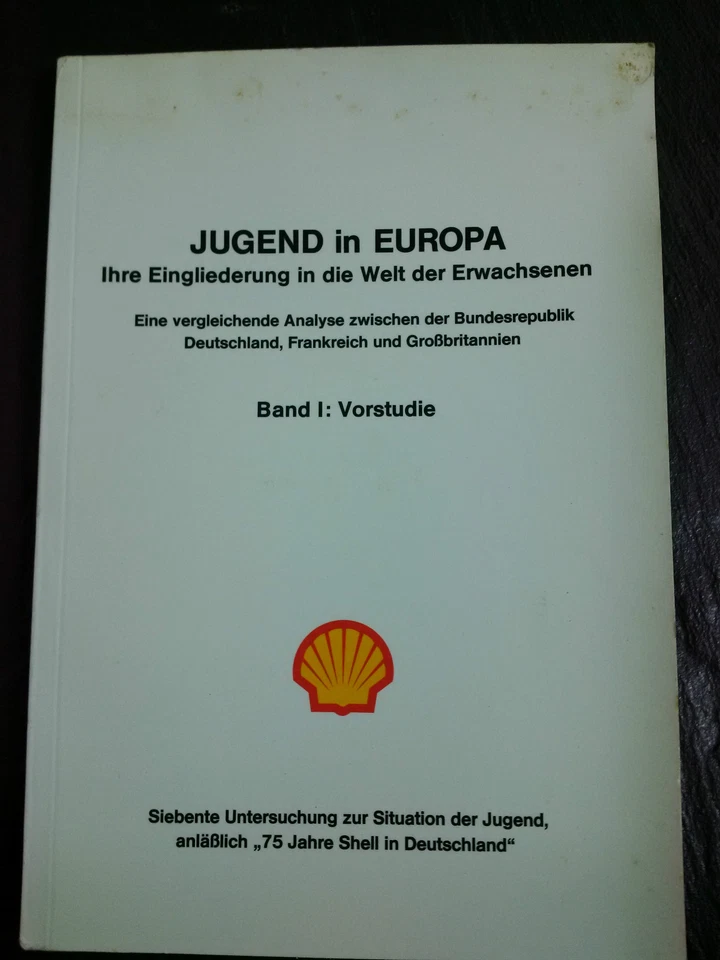 JUGEND in EUROPA
Ihre Eingliederung in die Welt der Erwachsenen
Eine vergleichende Analyse zwischen der Bundesrepublik
Deutschland, Frankreich und Großbritannien
Band I: Vorstudie
Siebente Untersuchung zur Situation der Jugend,
anläßlich „75 Jahre Shell in Deutschland“